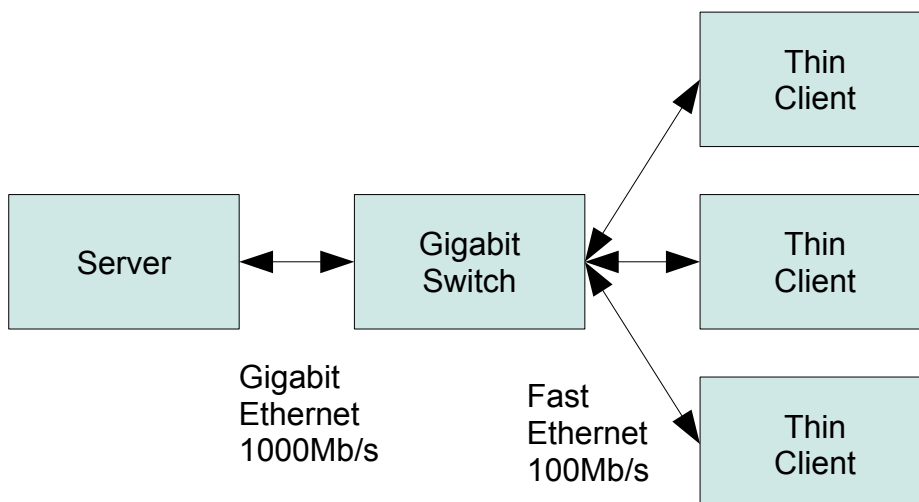 Thin
Client
Server
Gigabit
Switch
Thin
Client
Gigabit
Ethernet
1000Mb/s
Fast
Ethernet
100Mb/s
Thin
Client